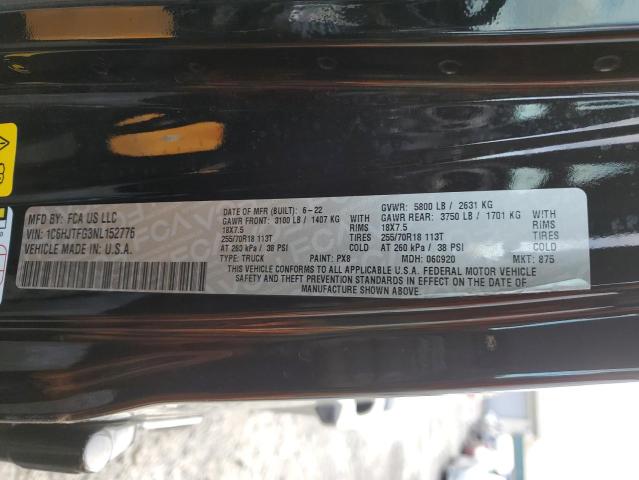 MFD BY: FCA US LLC
VIN: 1C6HJTFG3NL152776
VEHICLE MADE IN U.S.A.
DATE OF MFR (BUILT): 6-22
GAWR FRONT: 3100 LB / 1407 KG WITH
18X7.5 RIMS
255/70R18 113T TIRES
AT 260 kPa / 38 PSI COLD
GVWR: 5800 LB / 2631 KG
GAWR REAR: 3750 LB / 1701 KG WITH
18X7.5 RIMS
255/70R18 113T TIRES
AT 260 kPa / 38 PSI COLD
TYPE: TRUCK PAINT: PX8 MDH: 060920 MKT: 875
THIS VEHICLE CONFORMS TO ALL APPLICABLE U.S.A. FEDERAL MOTOR VEHICLE
SAFETY AND THEFT PREVENTION STANDARDS IN EFFECT ON THE DATE OF
MANUFACTURE SHOWN ABOVE.